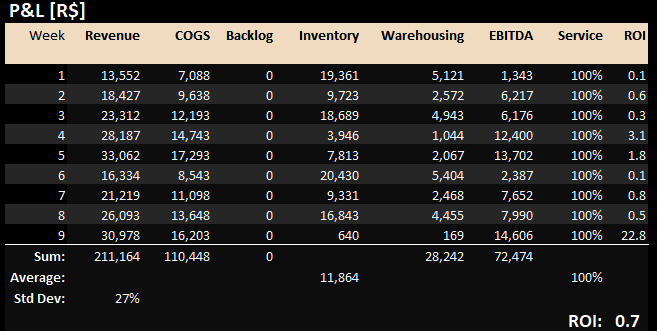 P&L [R$]
Week Revenue COGS Backlog Inventory Warehousing EBITDA Service ROI
1 13,552 7,088 0 19,361 5,121 1,343 100% 0.1
2 18,427 9,638 0 9,723 2,572 6,217 100% 0.6
3 23,312 12,193 0 18,689 4,943 6,176 100% 0.3
4 28,187 14,743 0 3,946 1,044 12,400 100% 3.1
5 33,062 17,293 0 7,813 2,067 13,702 100% 1.8
6 16,334 8,543 0 20,430 5,404 2,387 100% 0.1
7 21,219 11,098 0 9,331 2,468 7,652 100% 0.8
8 26,093 13,648 0 16,843 4,455 7,990 100% 0.5
9 30,978 16,203 0 640 169 14,606 100% 22.8
Sum: 211,164 110,448 0 28,242 72,474
Average: 11,864 100%
Std Dev: 27%
ROI: 0.7